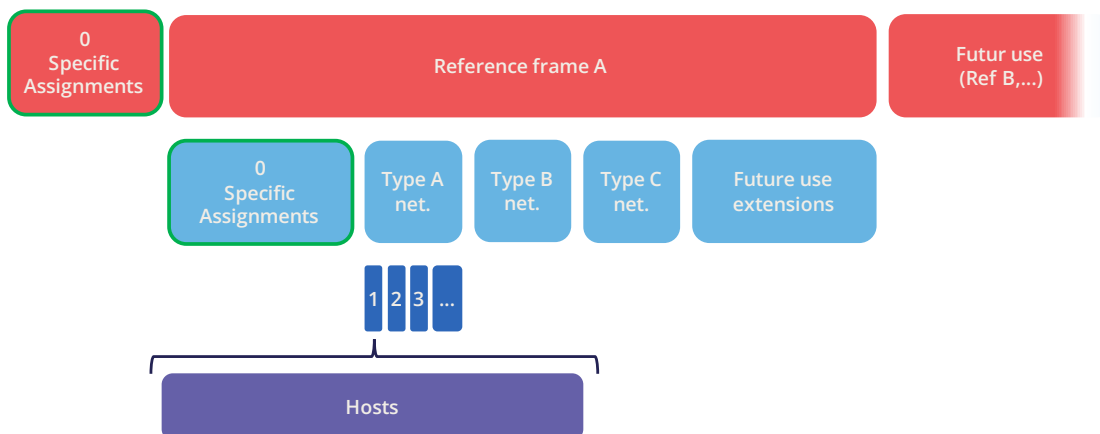 0
Specific
Assignments
Reference frame A
Futur use
(Ref B,...)
0
Specific
Assignments
Type A
net.
Type B
net.
Type C
net.
Future use
extensions
1
2
3
...
Hosts